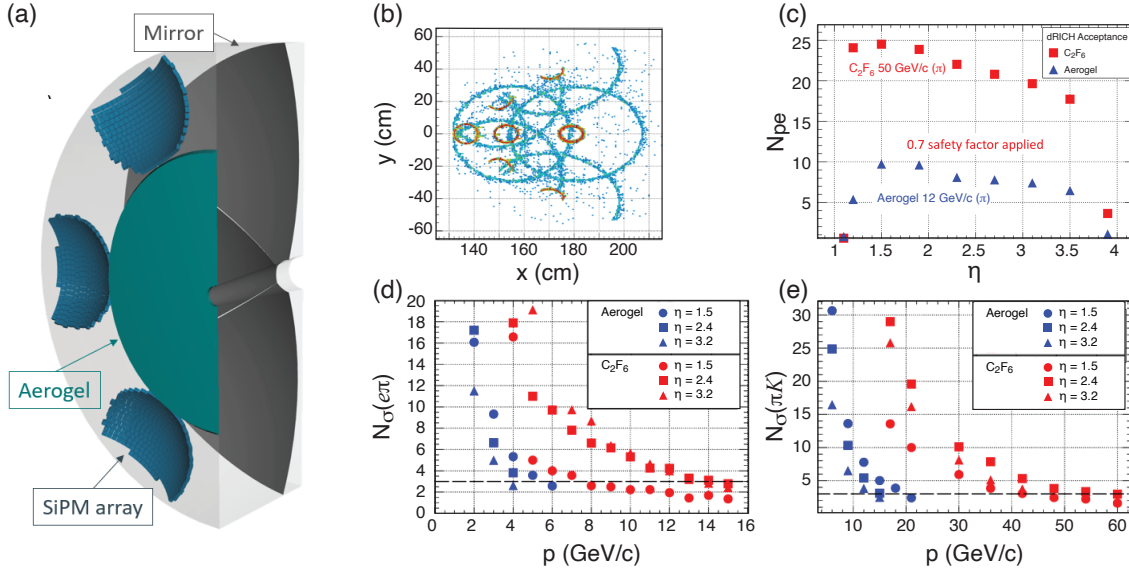 (a)
Mirror
Aerogel
SiPM array
(b)
y (cm)
60
40
20
0
-20
-40
-60
140 160 180 200
x (cm)
(c)
N_pe
25
20
15
10
5
dRICH Acceptance
C₂F₆
Aerogel
C₂F₆ 50 GeV/c (π)
0.7 safety factor applied
Aerogel 12 GeV/c (π)
1 1.5 2 2.5 3 3.5 4
η
(d)
N_σ(eπ)
20
18
16
14
12
10
8
6
4
2
0
Aerogel
η = 1.5
η = 2.4
η = 3.2
C₂F₆
η = 1.5
η = 2.4
η = 3.2
0 2 4 6 8 10 12 14 16
p (GeV/c)
(e)
N_σ(πK)
30
25
20
15
10
5
Aerogel
η = 1.5
η = 2.4
η = 3.2
C₂F₆
η = 1.5
η = 2.4
η = 3.2
10 20 30 40 50 60
p (GeV/c)